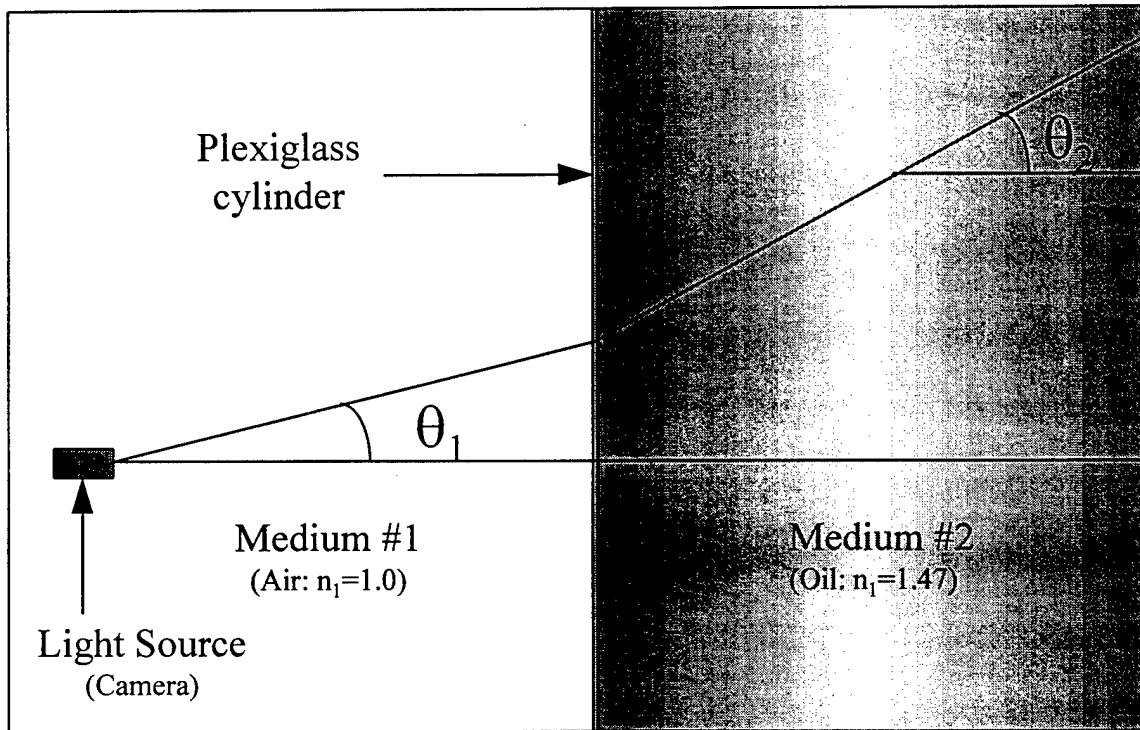 Plexiglass
cylinder
θ₂
θ₁
Medium #1
(Air: n₁=1.0)
Medium #2
(Oil: n₁=1.47)
Light Source
(Camera)